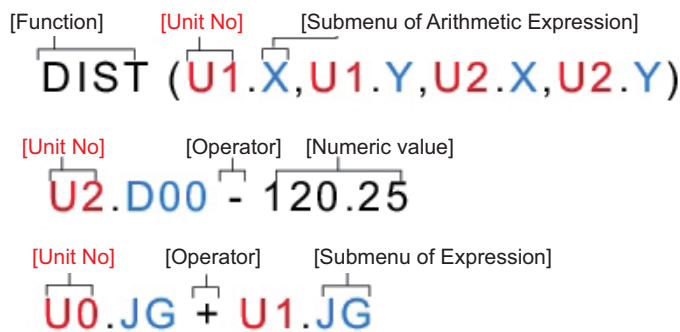 [Function] [Unit No] [Submenu of Arithmetic Expression]
DIST (U1.X,U1.Y,U2.X,U2.Y)
[Unit No] [Operator] [Numeric value]
U2.D00 - 120.25
[Unit No] [Operator] [Submenu of Expression]
U0.JG + U1.JG